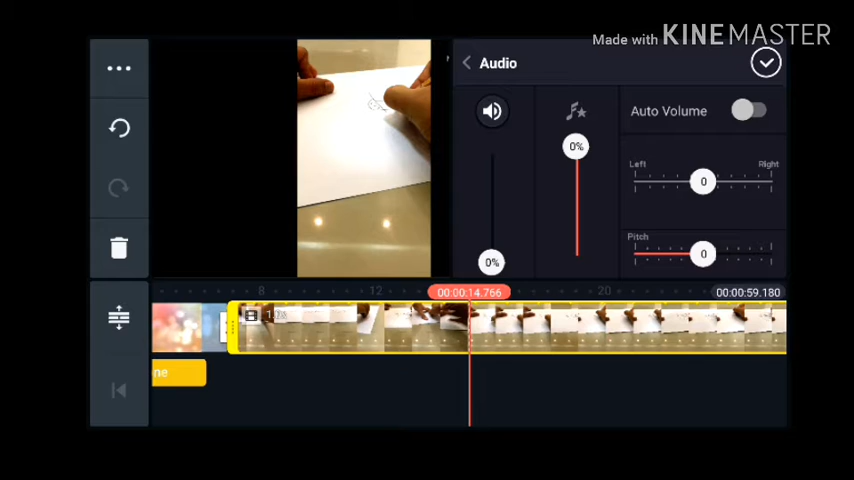 Made with KINEMASTER
Audio
0%
0%
Auto Volume
Left
Right
0
Pitch
0
8
12
00:00:14.766
20
00:00:59.180
ne